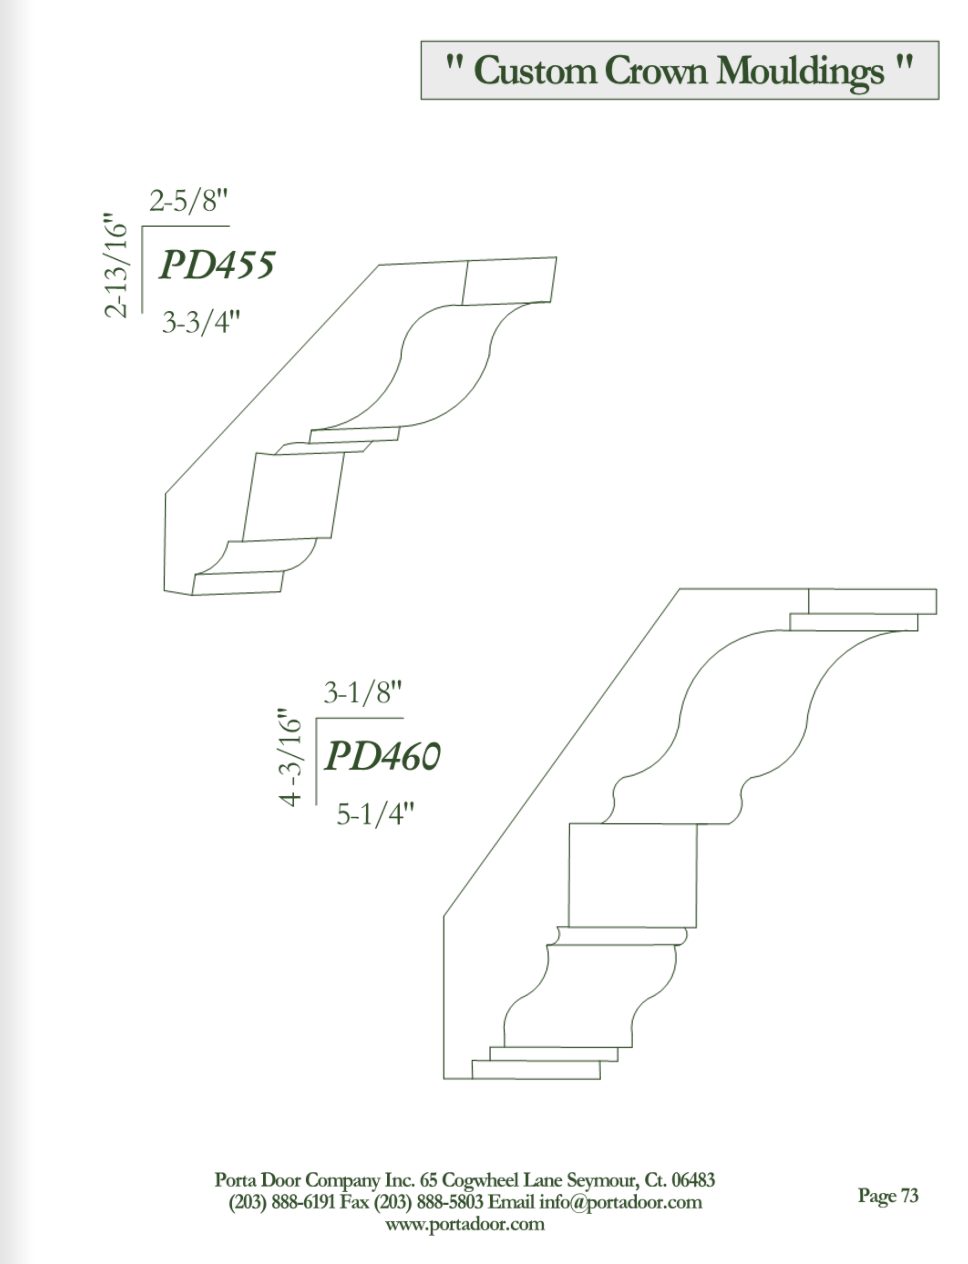 " Custom Crown Mouldings "
2-5/8"
2-13/16"
PD455
3-3/4"
3-1/8"
4 -3/16"
PD460
5-1/4"
Porta Door Company Inc. 65 Cogwheel Lane Seymour, Ct. 06483
(203) 888-6191 Fax (203) 888-5803 Email info@portadoor.com
www.portadoor.com
Page 73